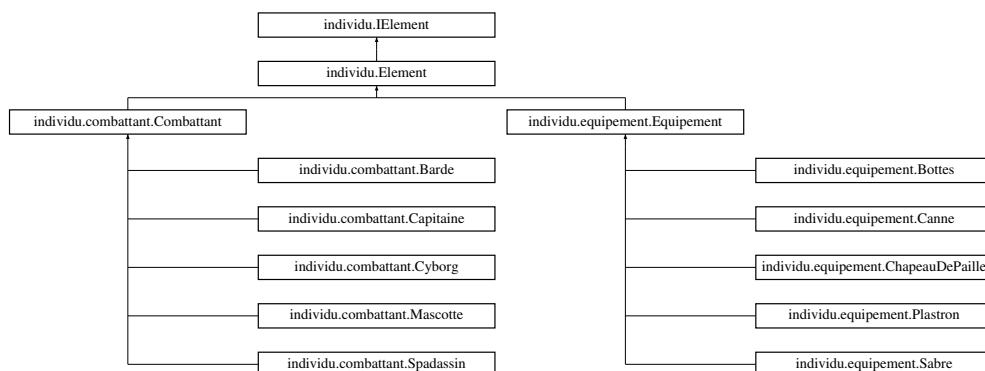 individu.IElement
individu.Element
individu.combattant.Combattant
individu.equipement.Equipement
individu.combattant.Barde
individu.equipement.Bottes
individu.combattant.Capitaine
individu.equipement.Canne
individu.combattant.Cyborg
individu.equipement.ChapeauDePaille
individu.combattant.Mascotte
individu.equipement.Plastron
individu.combattant.Spadassin
individu.equipement.Sabre